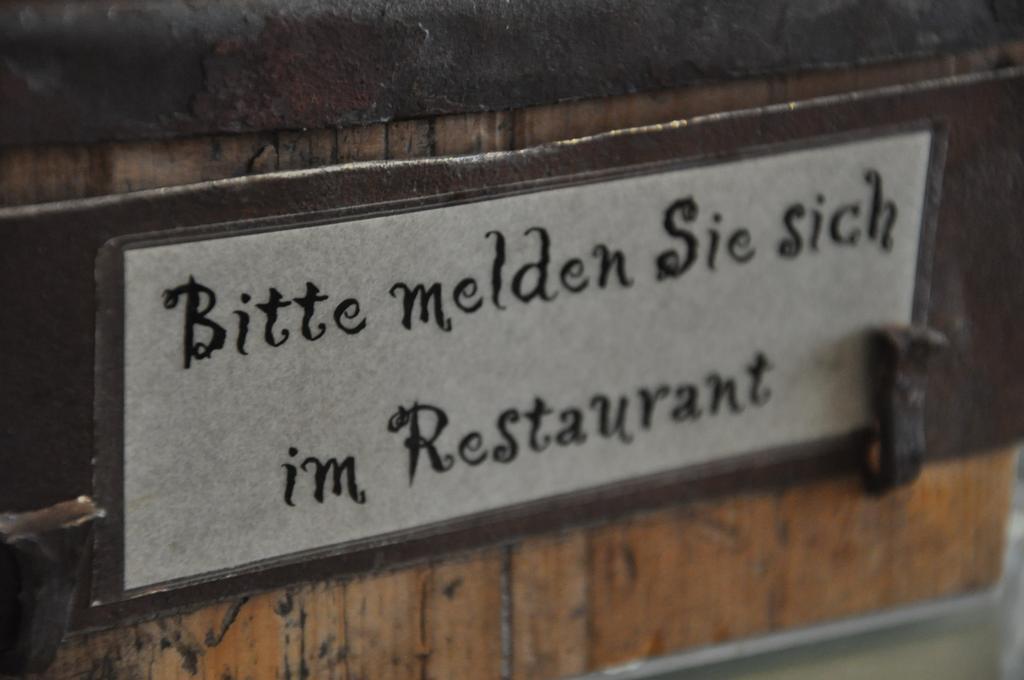 Bitte melden Sie sich
im Restaurant